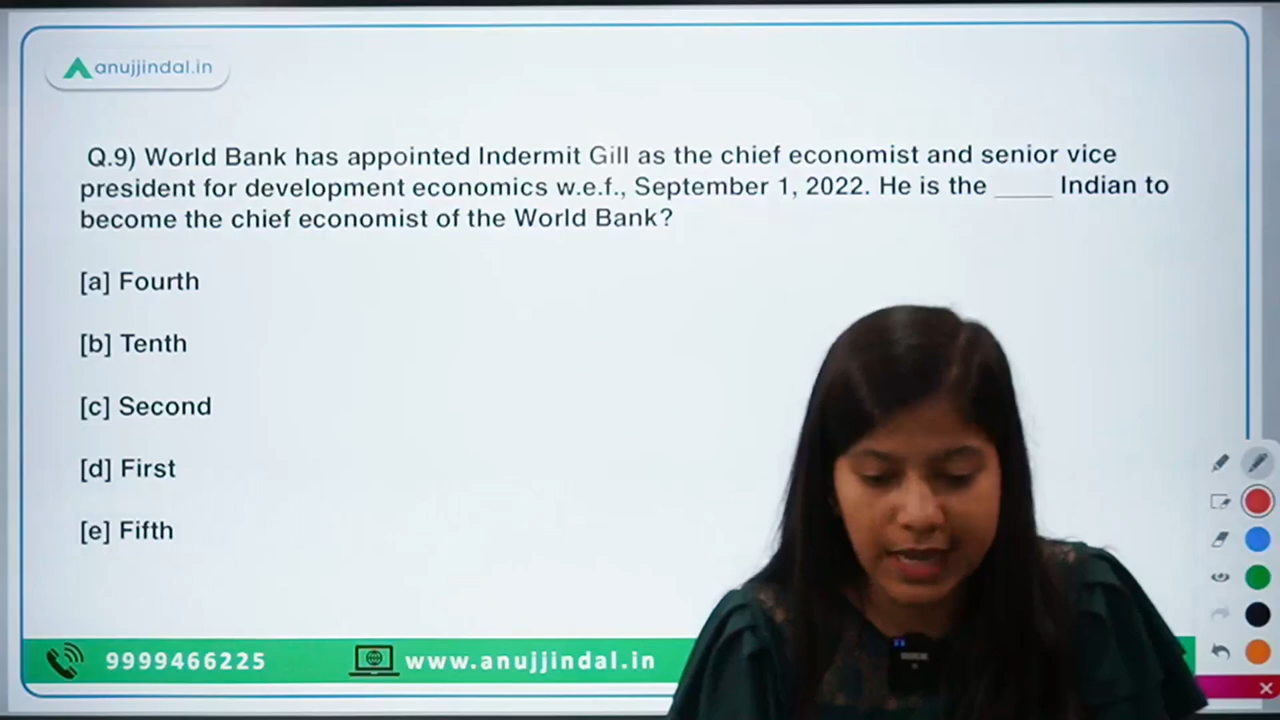 anujjindal.in
Q.9) World Bank has appointed Indermit Gill as the chief economist and senior vice
president for development economics w.e.f., September 1, 2022. He is the ____ Indian to
become the chief economist of the World Bank?
[a] Fourth
[b] Tenth
[c] Second
[d] First
[e] Fifth
9999466225 www.anujjindal.in